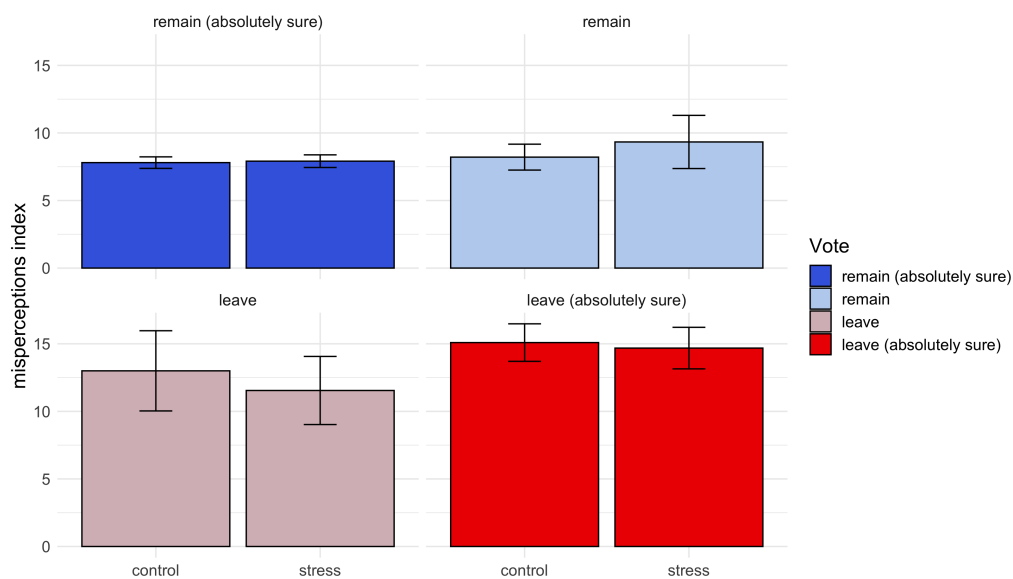 remain (absolutely sure)
remain
15
10
5
0
leave
leave (absolutely sure)
15
10
5
0
control
stress
control
stress
misperceptions index
Vote
remain (absolutely sure)
remain
leave
leave (absolutely sure)